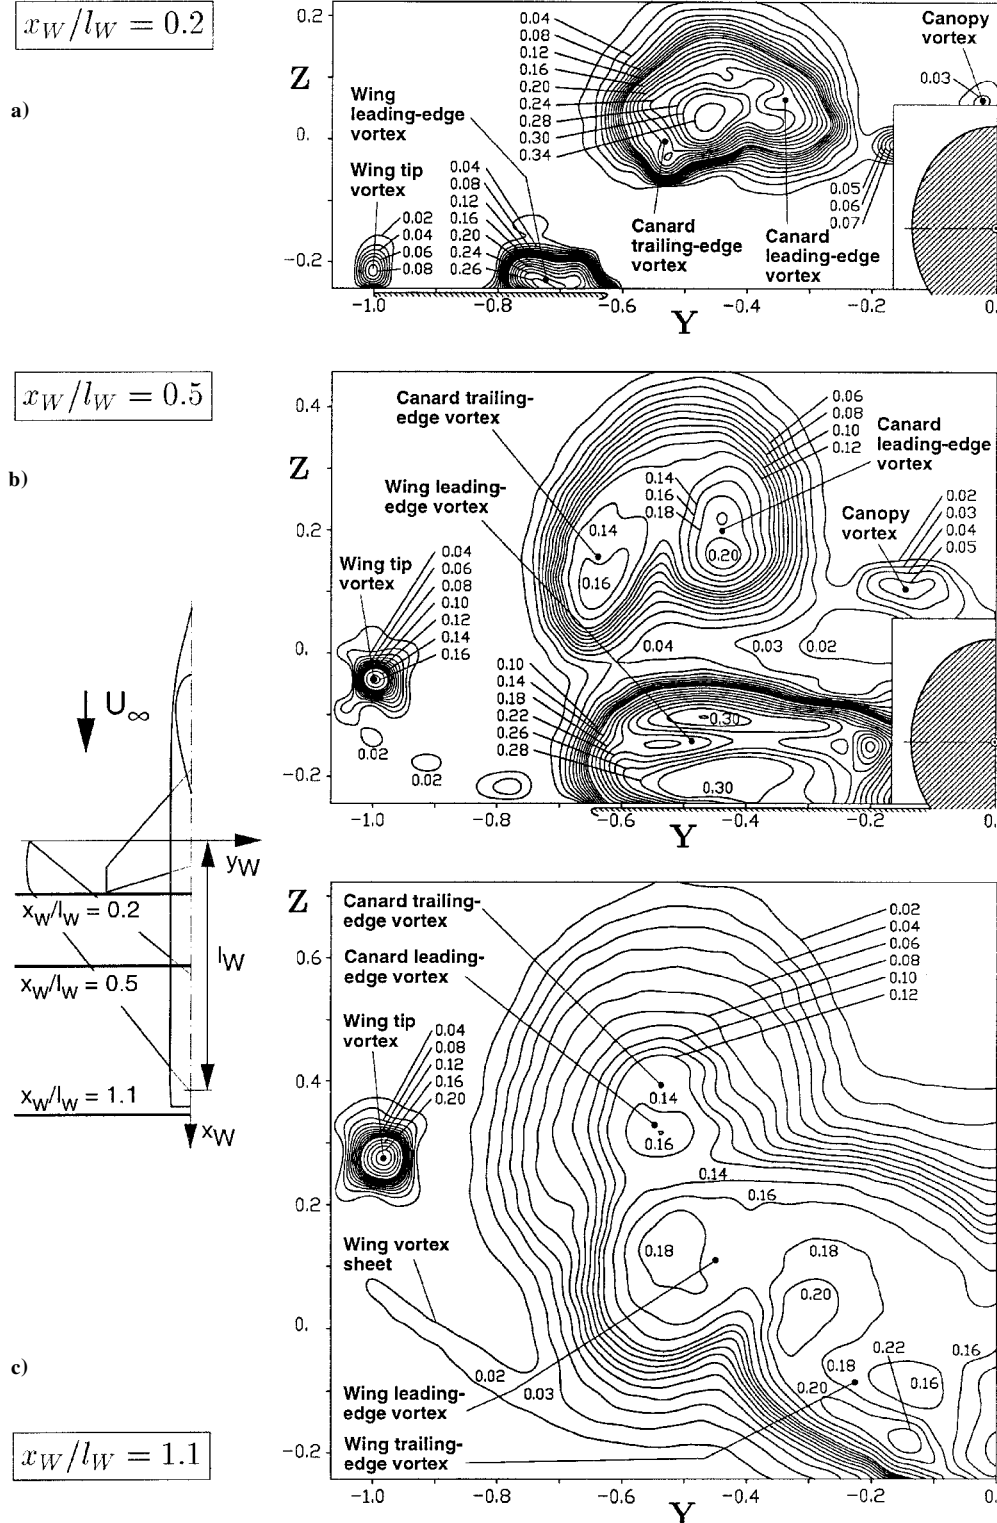 x_W/l_W = 0.2
a)
Z
0.2
0.
-0.2
0.04
0.08
0.12
0.16
0.20
0.24
0.28
0.30
0.34
Canopy
vortex
0.03
Wing
leading-edge
vortex
Wing tip
vortex
0.04
0.08
0.12
0.16
0.20
0.24
0.26
0.02
0.04
0.06
0.08
0.05
0.06
0.07
Canard
trailing-edge
vortex
Canard
leading-edge
vortex
-1.0
-0.8
-0.6
-0.4
-0.2
0.
Y
x_W/l_W = 0.5
b)
Z
0.4
0.2
0.
-0.2
Canard trailing-
edge vortex
0.06
0.08
0.10
0.12
Canard
leading-edge
vortex
Wing leading-
edge vortex
0.14
0.16
0.18
0.14
0.16
0.20
Canopy
vortex
0.02
0.03
0.04
0.05
Wing tip
vortex
0.04
0.06
0.08
0.10
0.12
0.14
0.16
0.04
0.03
0.02
0.10
0.14
0.18
0.22
0.26
0.28
0.30
0.30
0.02
0.02
-1.0
-0.8
-0.6
-0.4
-0.2
0.
Y
U∞
y_W
x_W/l_W = 0.2
l_W
x_W/l_W = 0.5
x_W/l_W = 1.1
x_W
c)
x_W/l_W = 1.1
Z
0.6
0.4
0.2
0.
-0.2
Canard trailing-
edge vortex
Canard leading-
edge vortex
0.02
0.04
0.06
0.08
0.10
0.12
Wing tip
vortex
0.04
0.08
0.12
0.16
0.20
0.14
0.16
0.14
0.16
0.18
0.18
0.20
Wing vortex
sheet
0.02
0.03
0.22
0.16
0.18
0.16
0.20
Wing leading-
edge vortex
Wing trailing-
edge vortex
-1.0
-0.8
-0.6
-0.4
-0.2
0.
Y